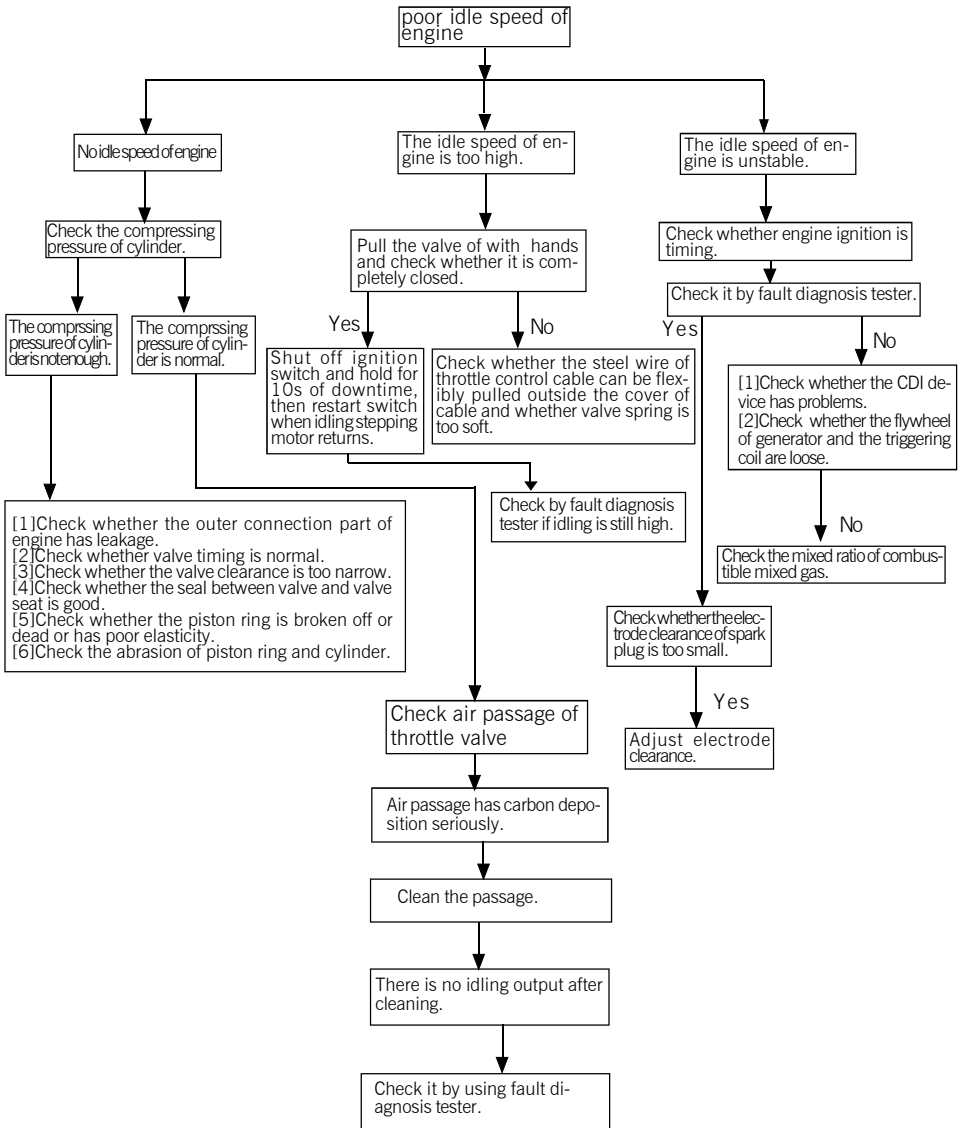 poor idle speed of
engine
No idle speed of engine
The idle speed of en-
gine is too high.
The idle speed of en-
gine is unstable.
Check the compressing
pressure of cylinder.
Pull the valve of with hands
and check whether it is com-
pletely closed.
Check whether engine ignition is
timing.
Check it by fault diagnosis tester.
The comprssing
pressure of cylin-
der is not enough.
The comprssing
pressure of cylin-
der is normal.
Yes
No
Yes
No
Shut off ignition
switch and hold for
10s of downtime,
then restart switch
when idling stepping
motor returns.
Check whether the steel wire of
throttle control cable can be flex-
ibly pulled outside the cover of
cable and whether valve spring is
too soft.
[1]Check whether the CDI de-
vice has problems.
[2]Check whether the flywheel
of generator and the triggering
coil are loose.
Check by fault diagnosis
tester if idling is still high.
[1]Check whether the outer connection part of
engine has leakage.
[2]Check whether valve timing is normal.
[3]Check whether the valve clearance is too narrow.
[4]Check whether the seal between valve and valve
seat is good.
[5]Check whether the piston ring is broken off or
dead or has poor elasticity.
[6]Check the abrasion of piston ring and cylinder.
No
Check the mixed ratio of combus-
tible mixed gas.
Check whether the elec-
trode clearance of spark
plug is too small.
Yes
Adjust electrode
clearance.
Check air passage of
throttle valve
Air passage has carbon depo-
sition seriously.
Clean the passage.
There is no idling output after
cleaning.
Check it by using fault di-
agnosis tester.